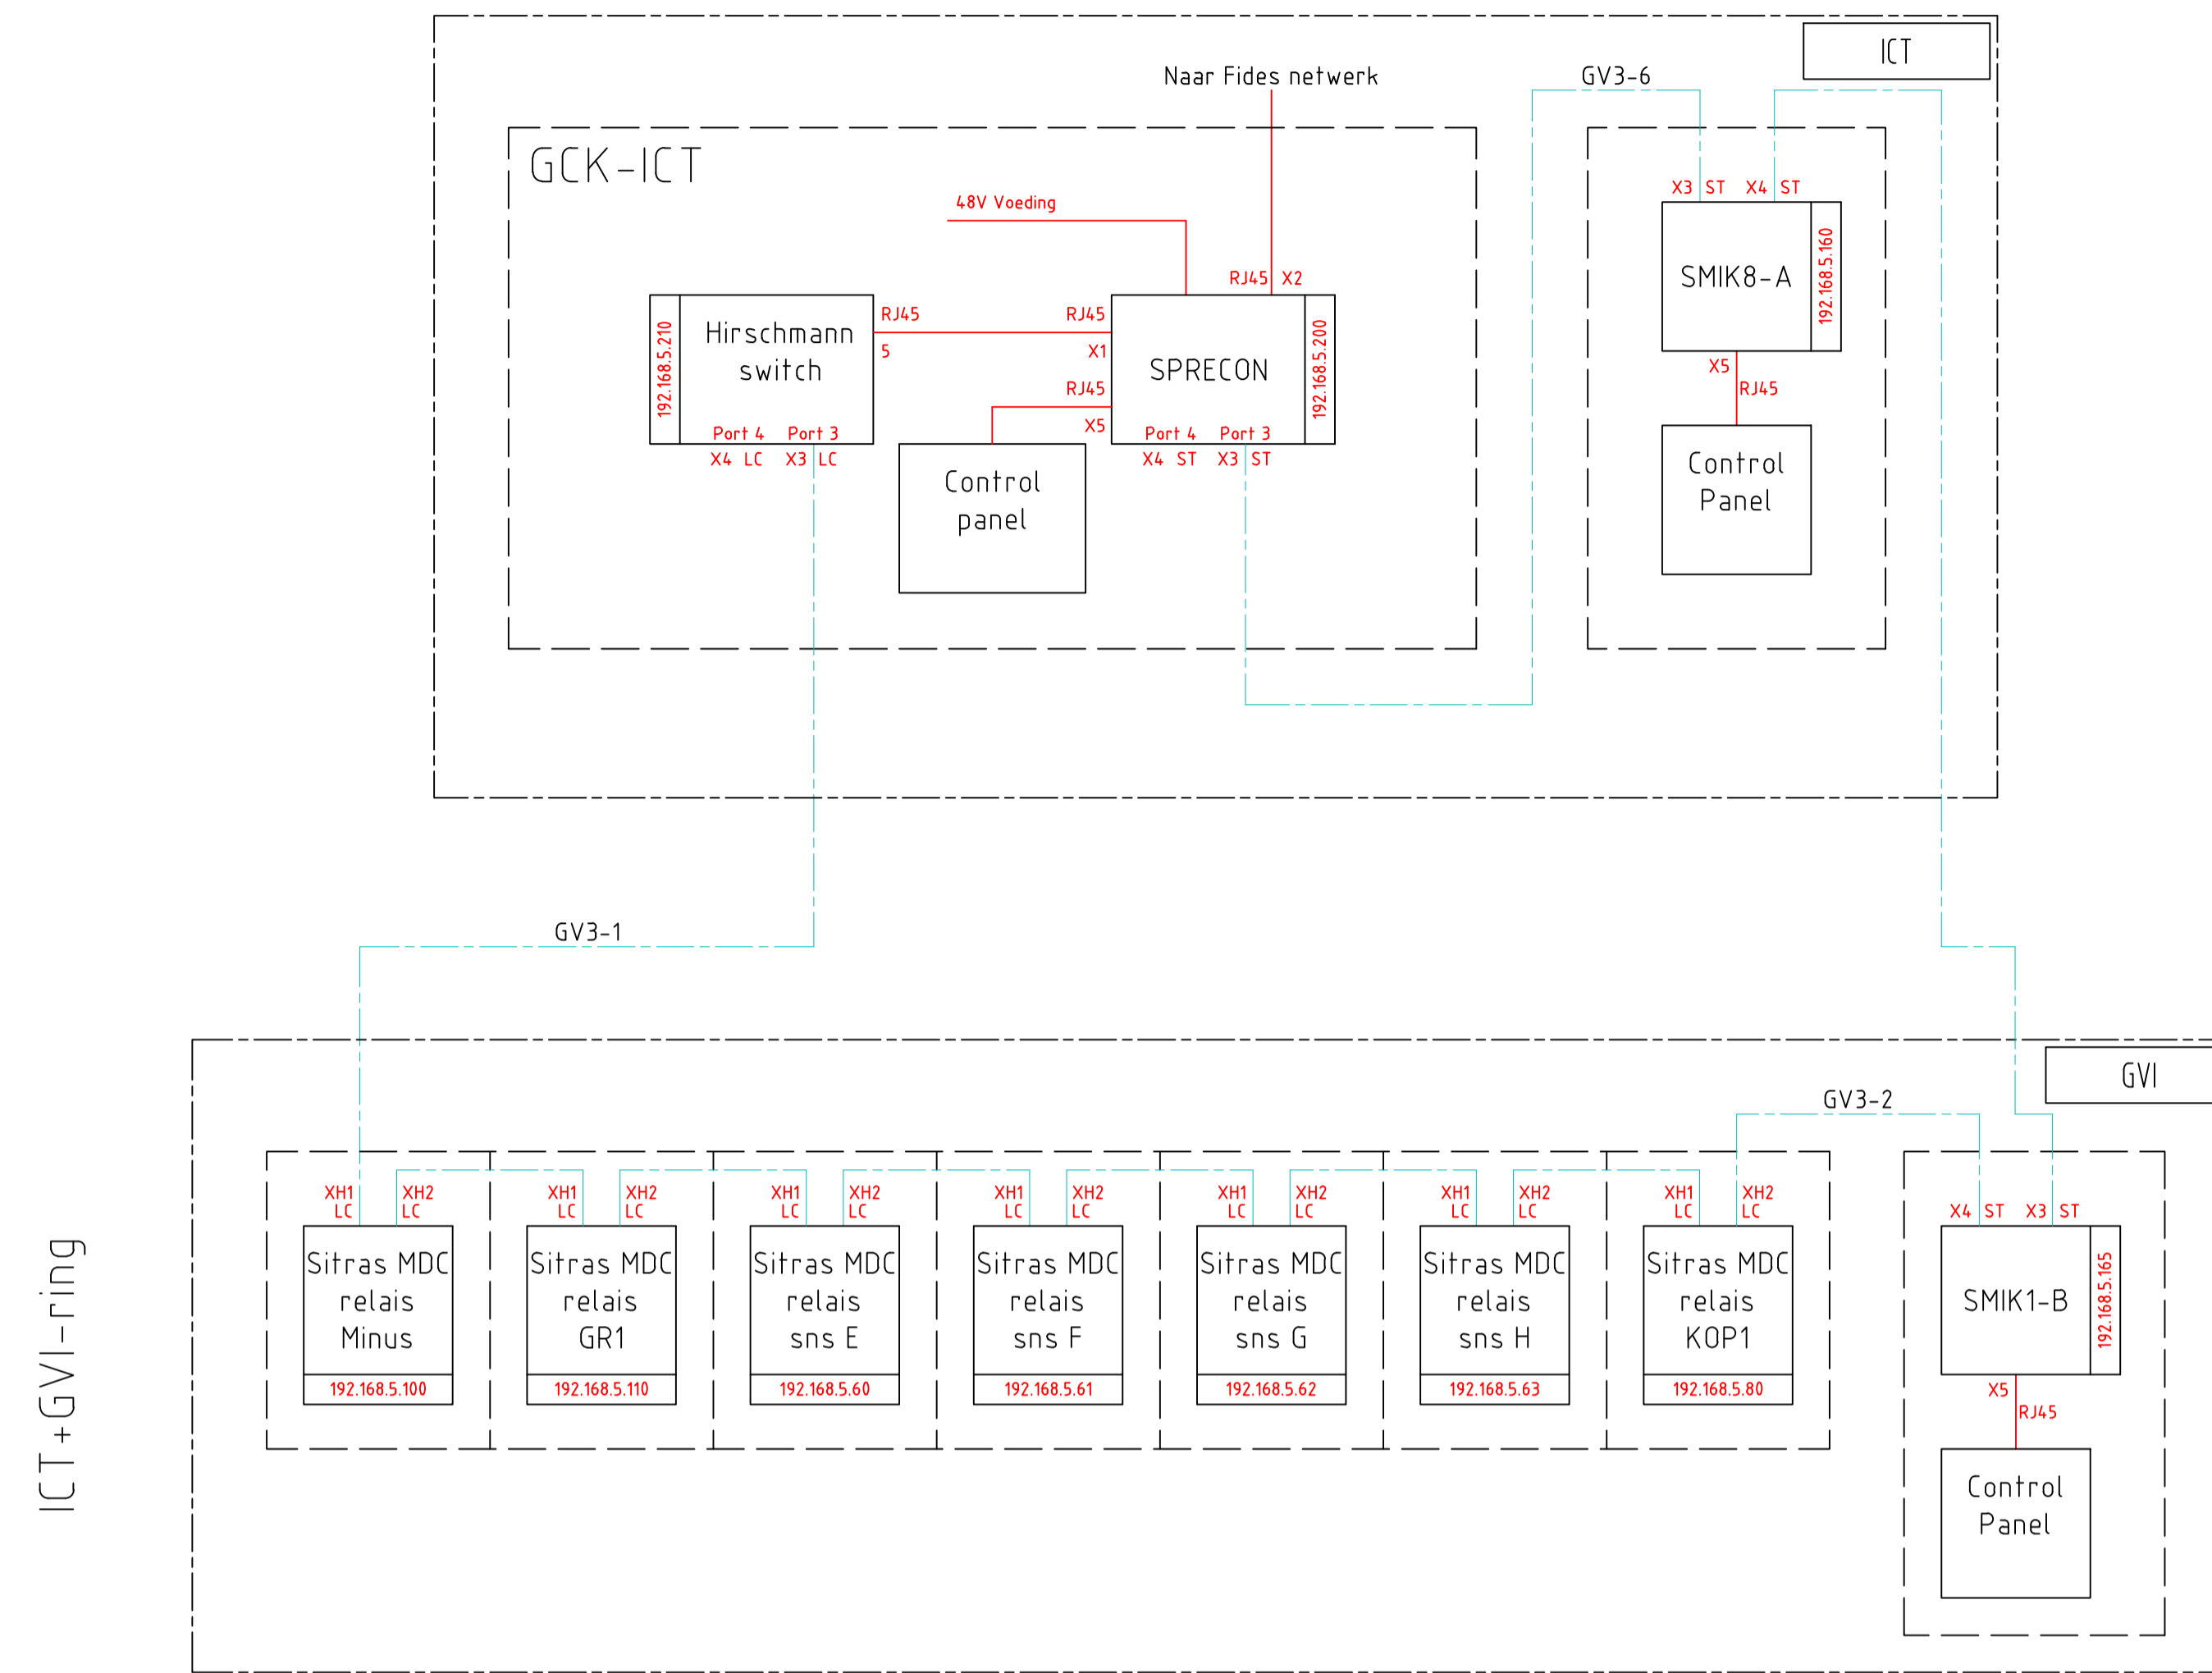 ICT
Naar Fides netwerk
GV3-6
GCK-ICT
48V Voeding
X3 ST X4 ST
SMIK8-A
192.168.5.160
RJ45 X2
192.168.5.210
Hirschmann
switch
RJ45
5
RJ45
X1
RJ45
X5
SPRECON
192.168.5.200
Port 4 Port 3
X4 LC X3 LC
Port 4 Port 3
X4 ST X3 ST
X5
RJ45
Control
panel
Control
Panel
GV3-1
GVI
GV3-2
ICT+GVI-ring
XH1
LC
XH2
LC
XH1
LC
XH2
LC
XH1
LC
XH2
LC
XH1
LC
XH2
LC
XH1
LC
XH2
LC
XH1
LC
XH2
LC
XH1
LC
XH2
LC
X4 ST X3 ST
Sitras MDC
relais
Minus
192.168.5.100
Sitras MDC
relais
GR1
192.168.5.110
Sitras MDC
relais
sns E
192.168.5.60
Sitras MDC
relais
sns F
192.168.5.61
Sitras MDC
relais
sns G
192.168.5.62
Sitras MDC
relais
sns H
192.168.5.63
Sitras MDC
relais
KOP1
192.168.5.80
SMIK1-B
192.168.5.165
X5
RJ45
Control
Panel